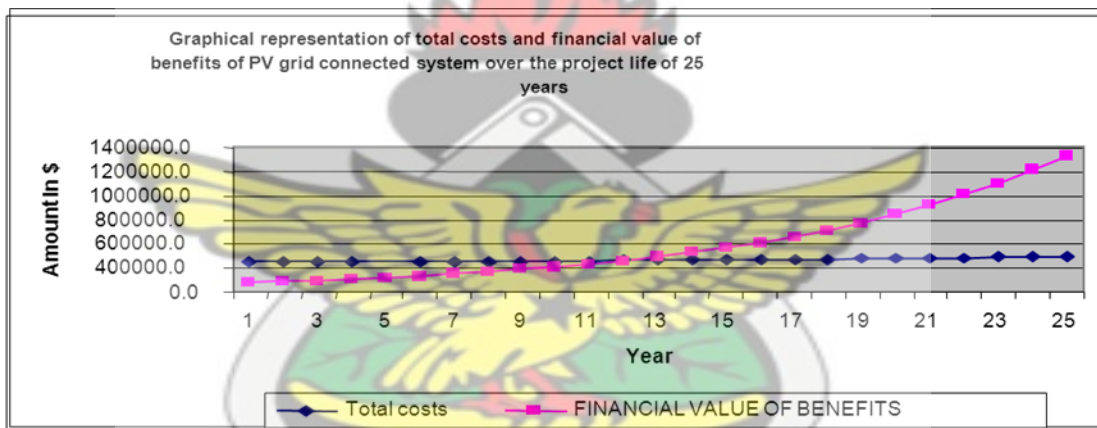 Graphical representation of total costs and financial value of
benefits of PV grid connected system over the project life of 25
years
Amount In $
1400000.0
1200000.0
1000000.0
800000.0
600000.0
400000.0
0.0
1 3 5 7 9 11 13 15 17 19 21 23 25
Year
Total costs FINANCIAL VALUE OF BENEFITS